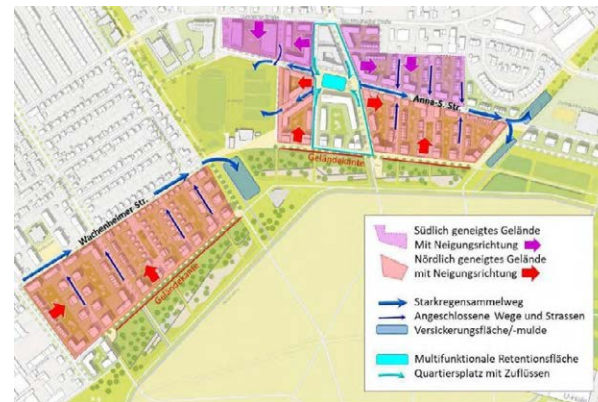 Anna-S. Str.
Geländekante
Wachenheimer Str.
Geländekante
Südlich geneigtes Gelände
Mit Neigungsrichtung
Nördlich geneigtes Gelände
mit Neigungsrichtung
Starkregensammelweg
Angeschlossene Wege und Strassen
Versickerungsfläche/-mulde
Multifunktionale Retentionsfläche
Quartiersplatz mit Zuflüssen